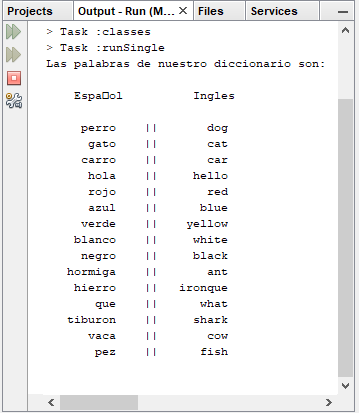 Projects Output - Run (M... × Files Services
> Task :classes
> Task :runSingle
Las palabras de nuestro diccionario son:
Espa□ol Ingles
perro || dog
gato || cat
carro || car
hola || hello
rojo || red
azul || blue
verde || yellow
blanco || white
negro || black
hormiga || ant
hierro || ironque
que || what
tiburon || shark
vaca || cow
pez || fish